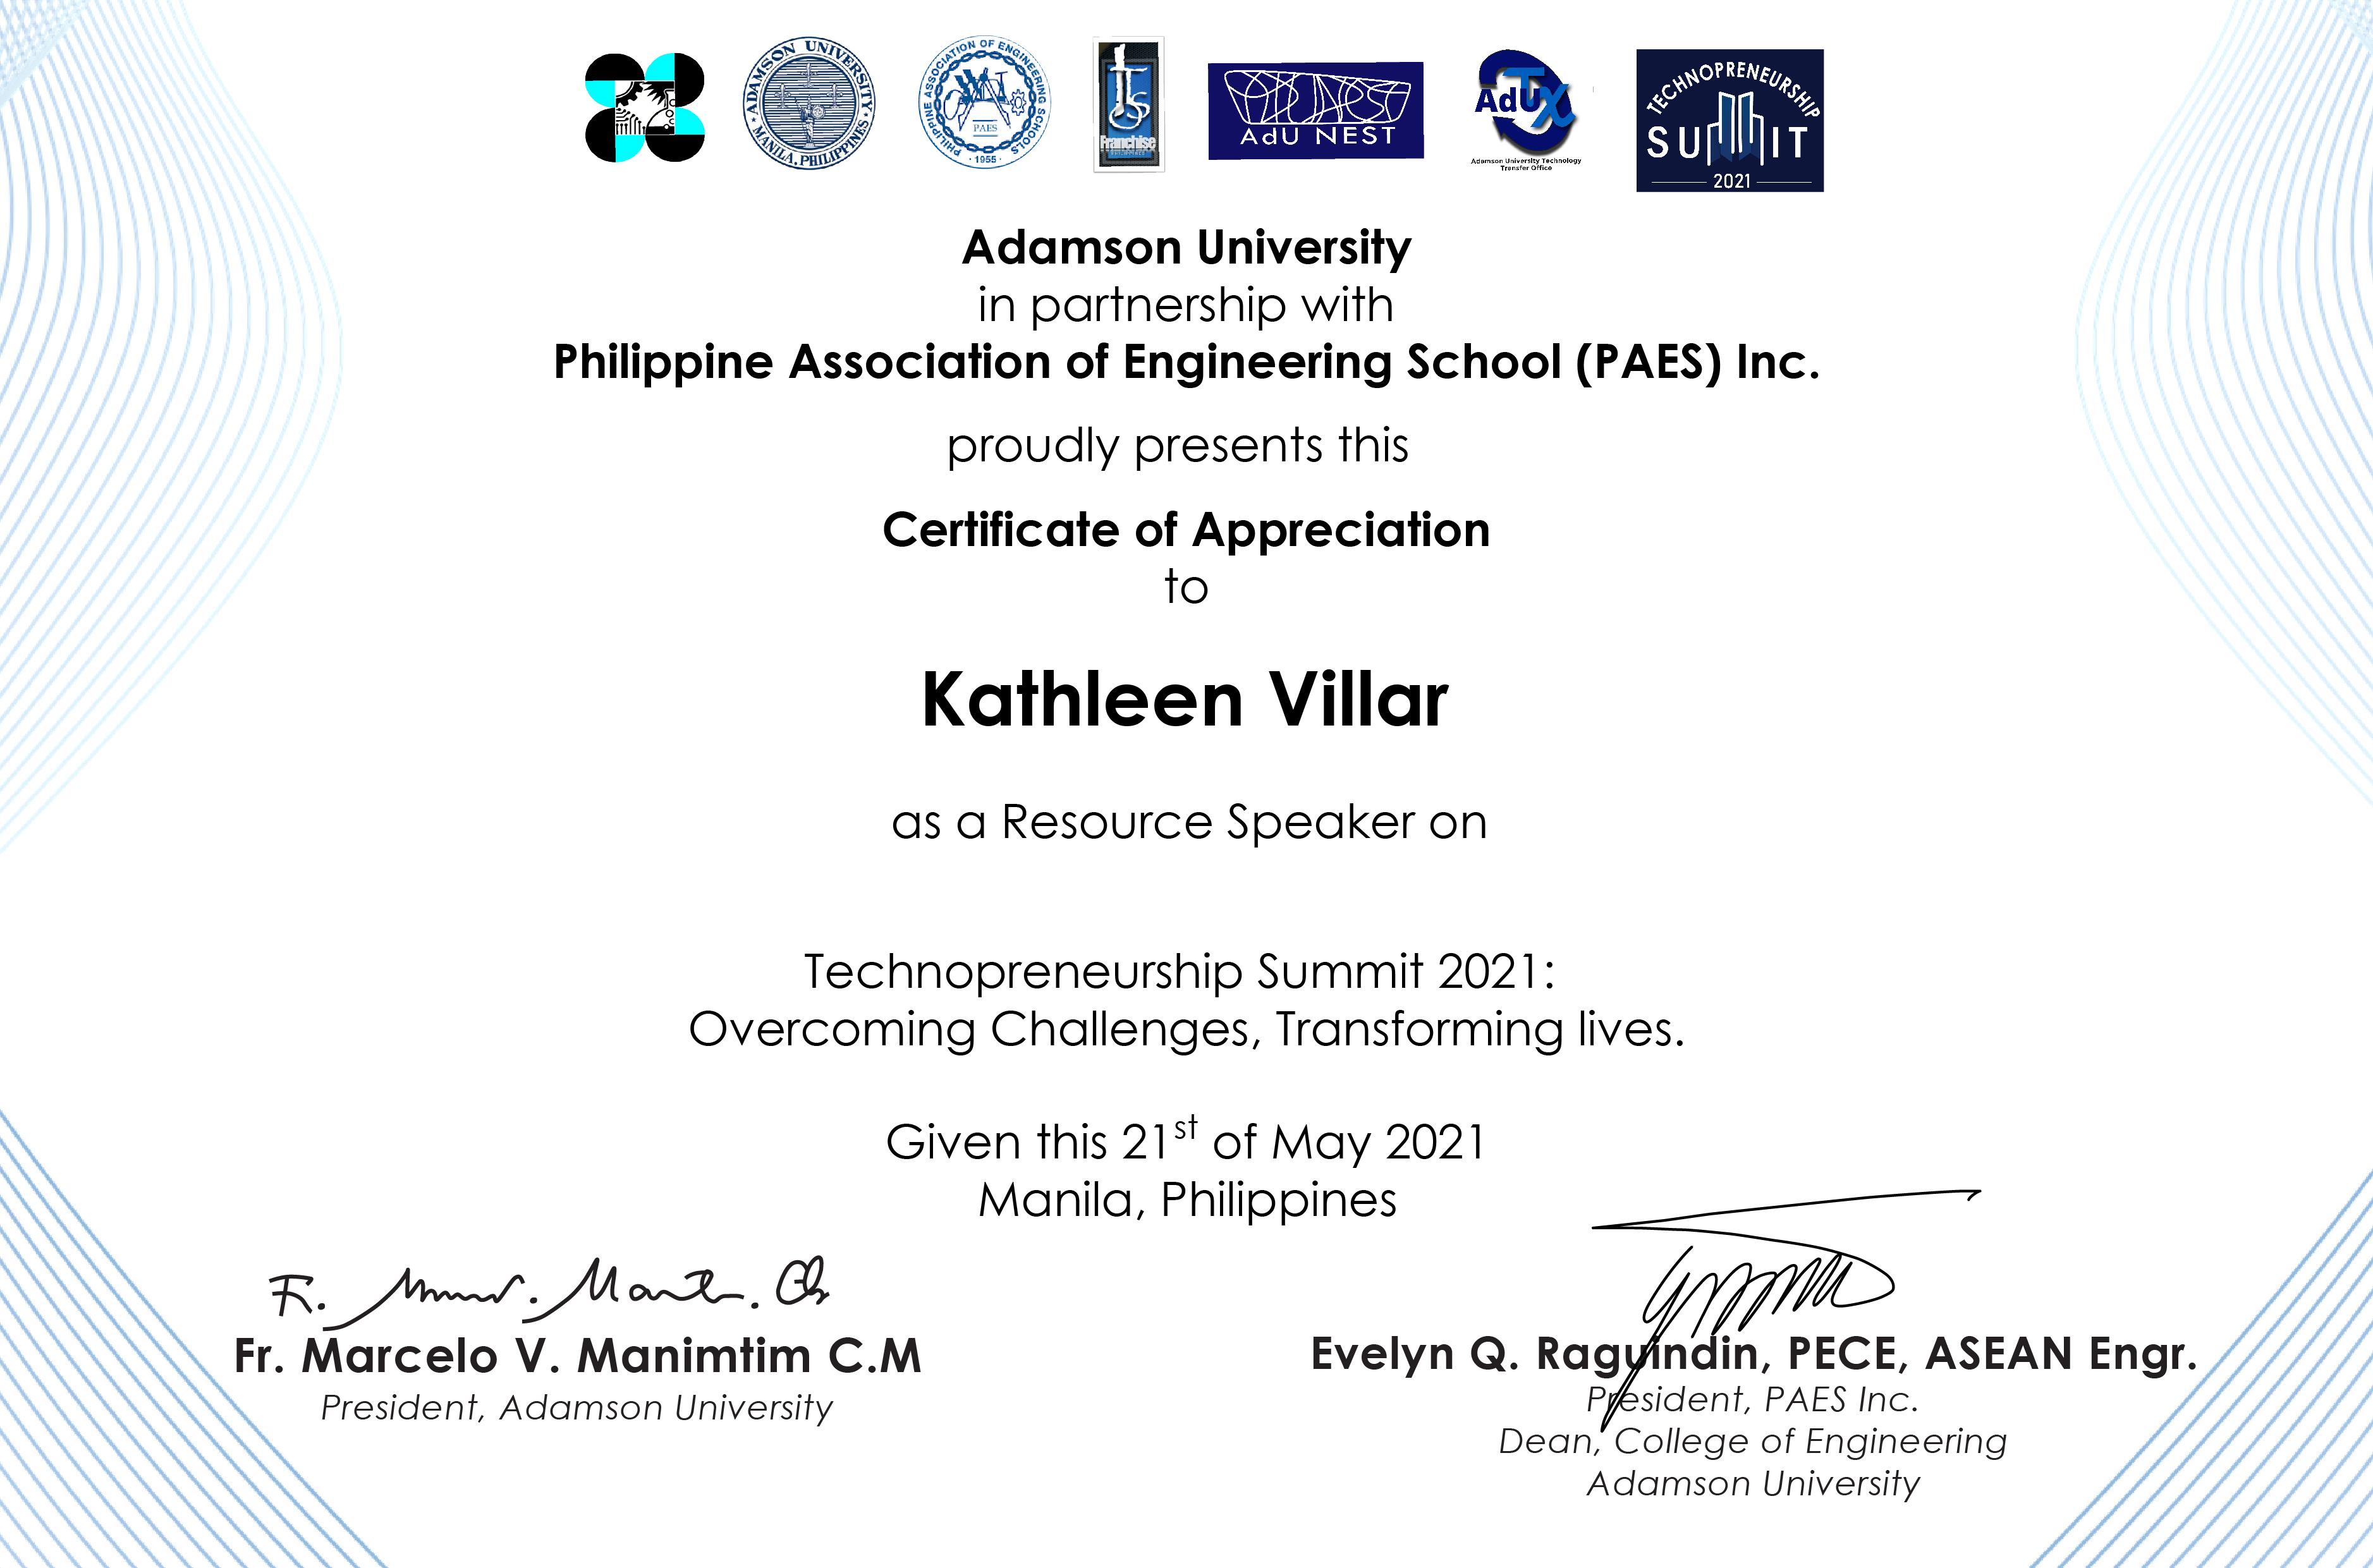 ADAMSON UNIVERSITY
MANILA, PHILIPPINES
PHILIPPINE ASSOCIATION OF ENGINEERING SCHOOLS
PAES
1955
Franchise
AdU NEST
AdUTX
Adamson University Technology
Transfer Office
TECHNOPRENEURSHIP
SUMMIT
2021
Adamson University
in partnership with
Philippine Association of Engineering School (PAES) Inc.
proudly presents this
Certificate of Appreciation
to
Kathleen Villar
as a Resource Speaker on
Technopreneurship Summit 2021:
Overcoming Challenges, Transforming lives.
Given this 21st of May 2021
Manila, Philippines
Fr. Marcelo V. Manimtim C.M
President, Adamson University
Evelyn Q. Raguindin, PECE, ASEAN Engr.
President, PAES Inc.
Dean, College of Engineering
Adamson University